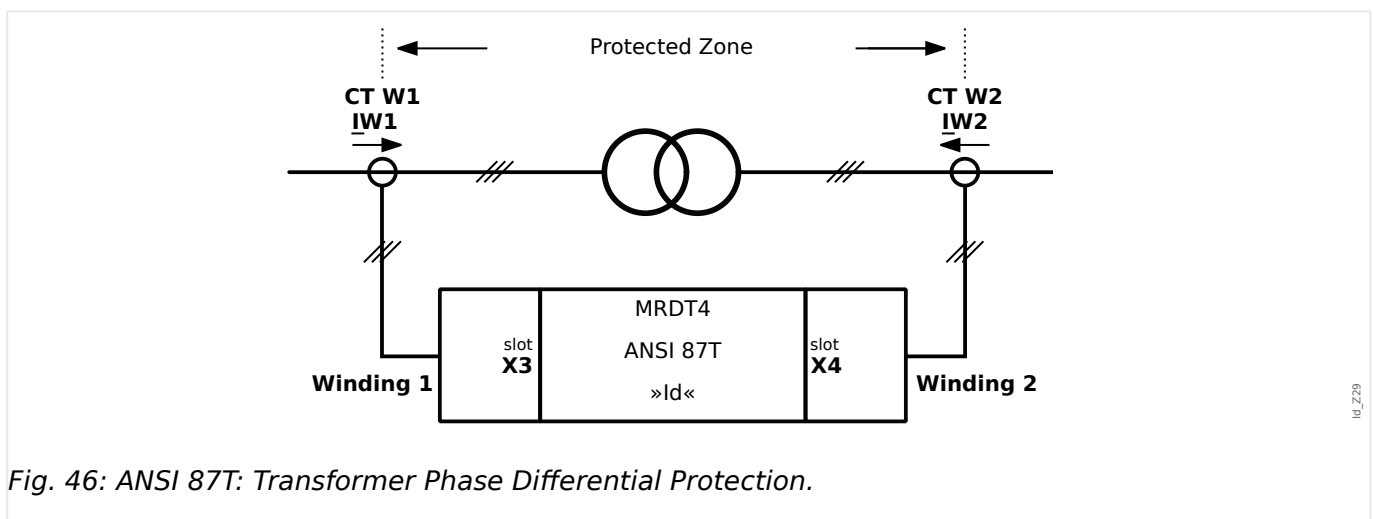 Protected Zone
CT W1
IW1
CT W2
IW2
MRDT4
ANSI 87T
»Id«
slot
X3
slot
X4
Winding 1
Winding 2
Id_Z29
Fig. 46: ANSI 87T: Transformer Phase Differential Protection.